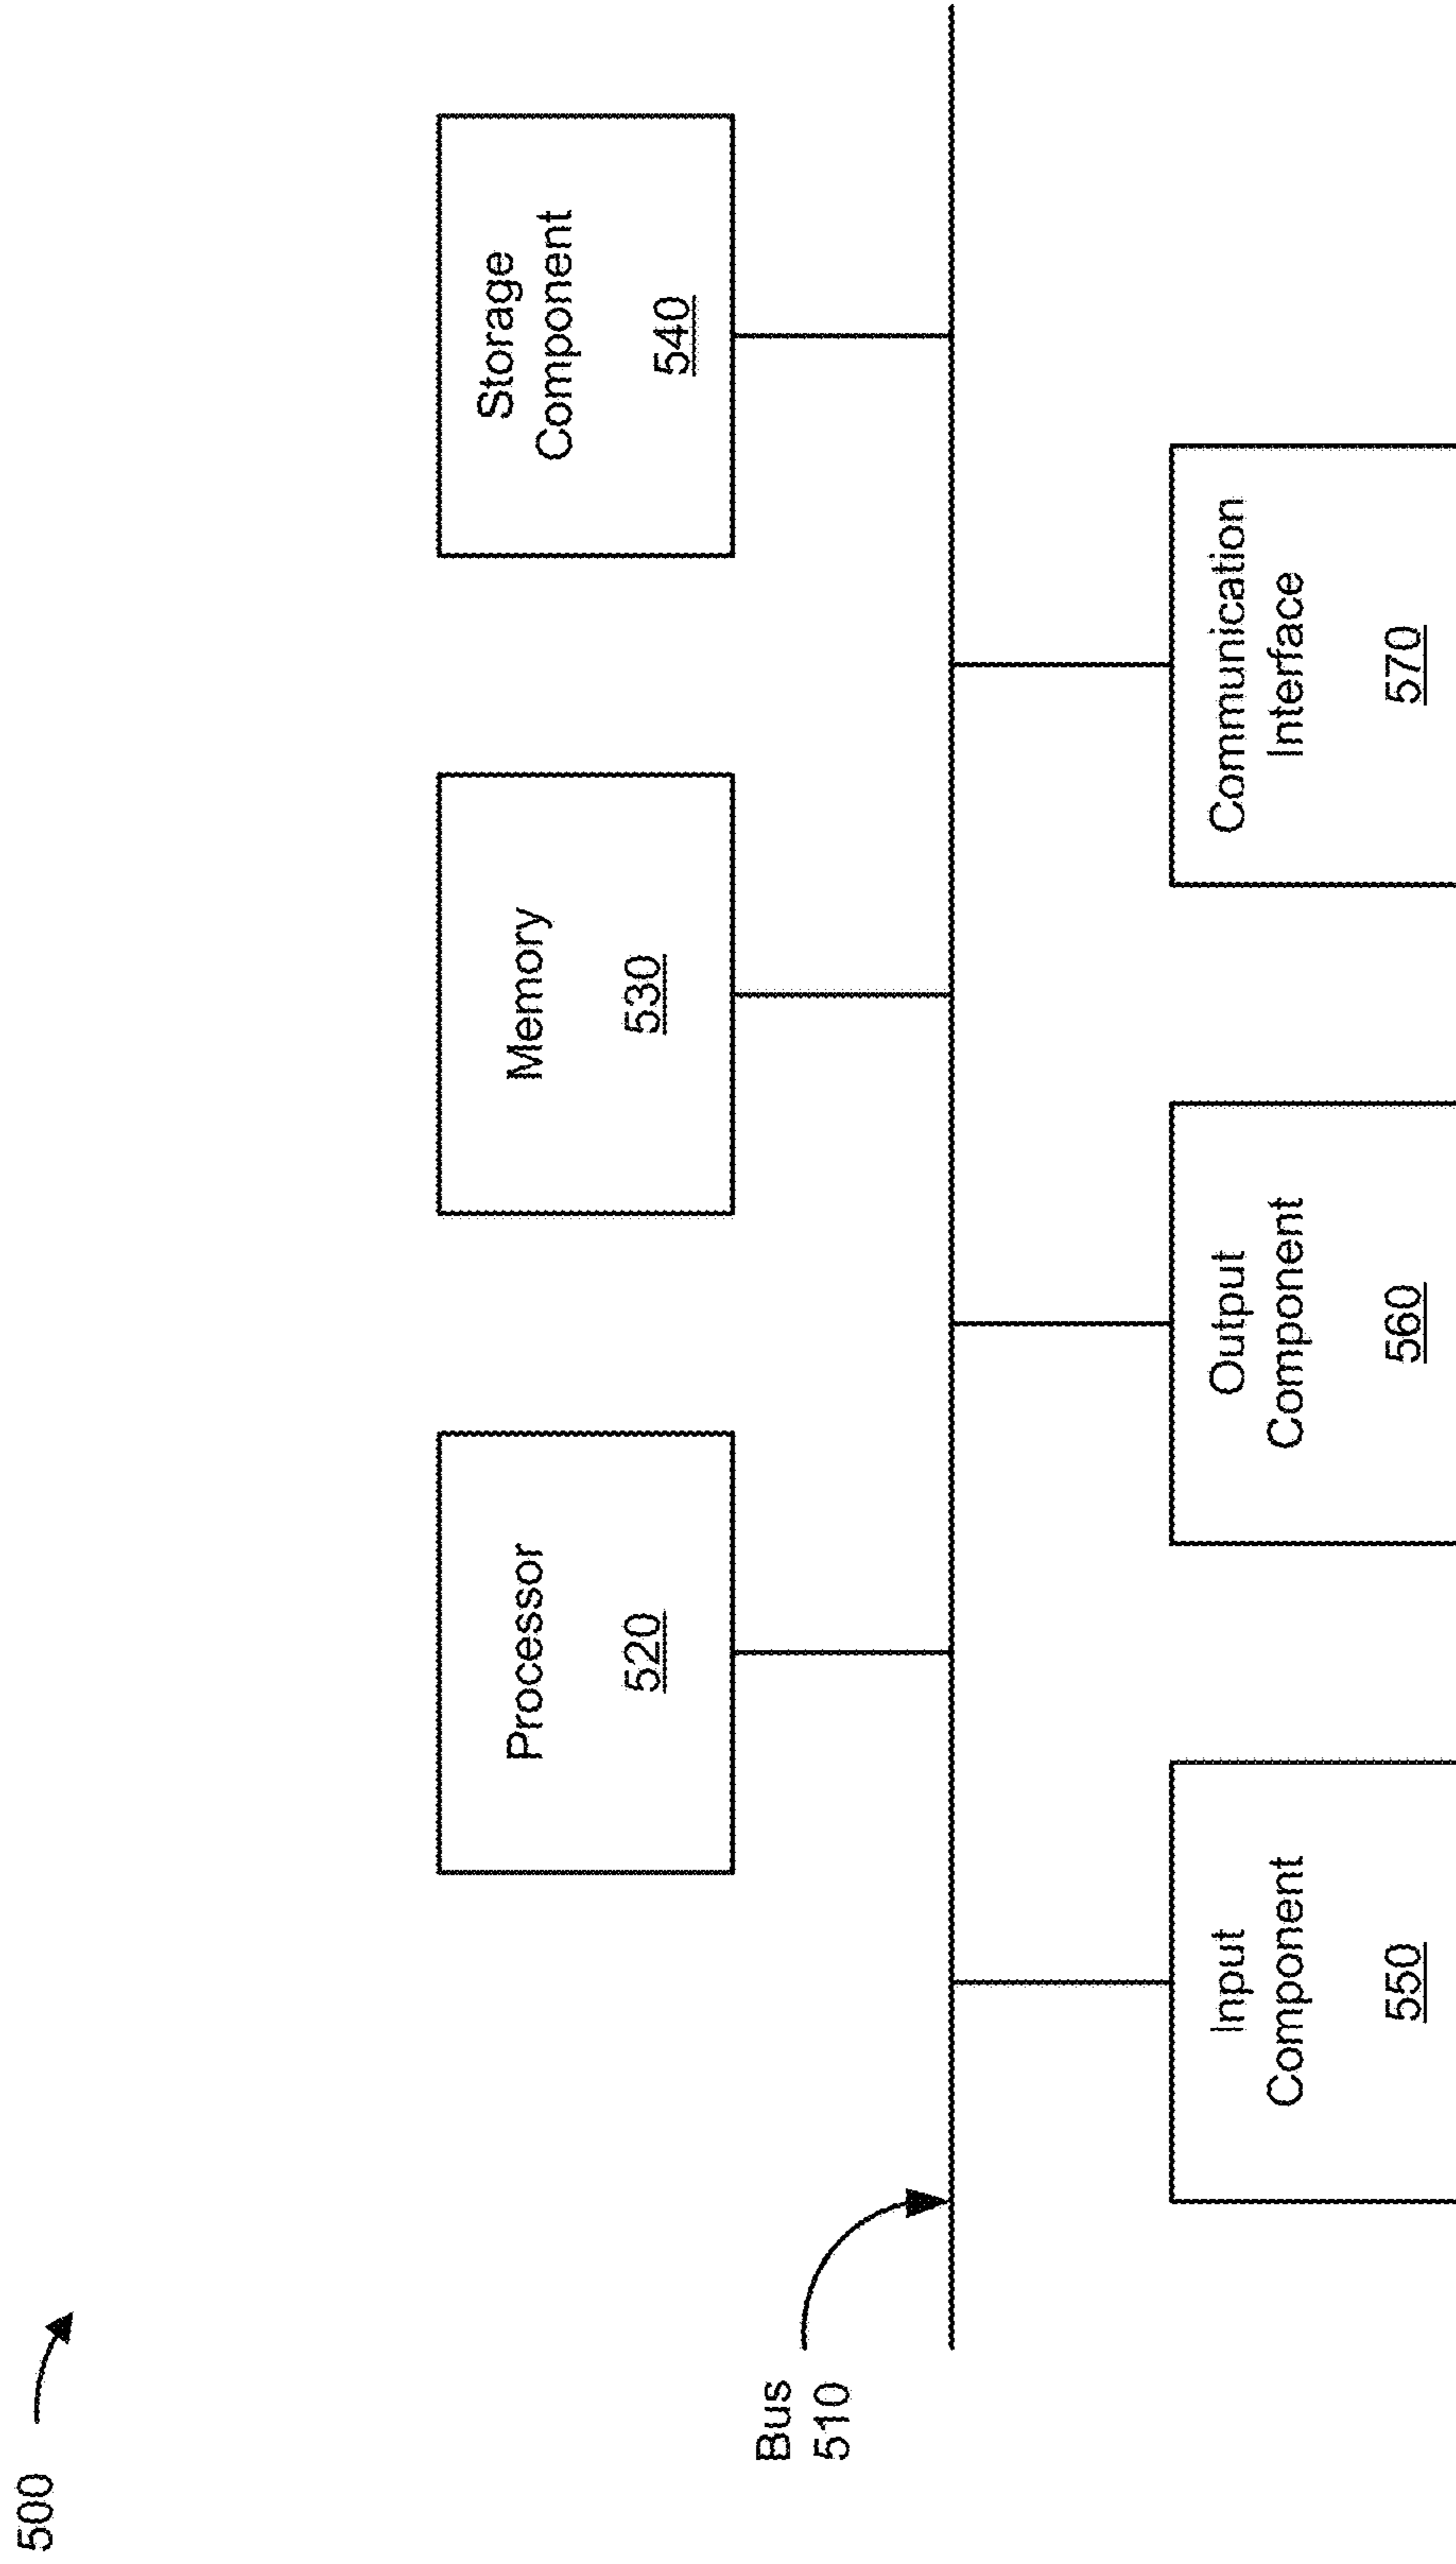 500
Processor
520
Memory
530
Storage
Component
540
Bus
510
Input
Component
550
Output
Component
560
Communication
Interface
570